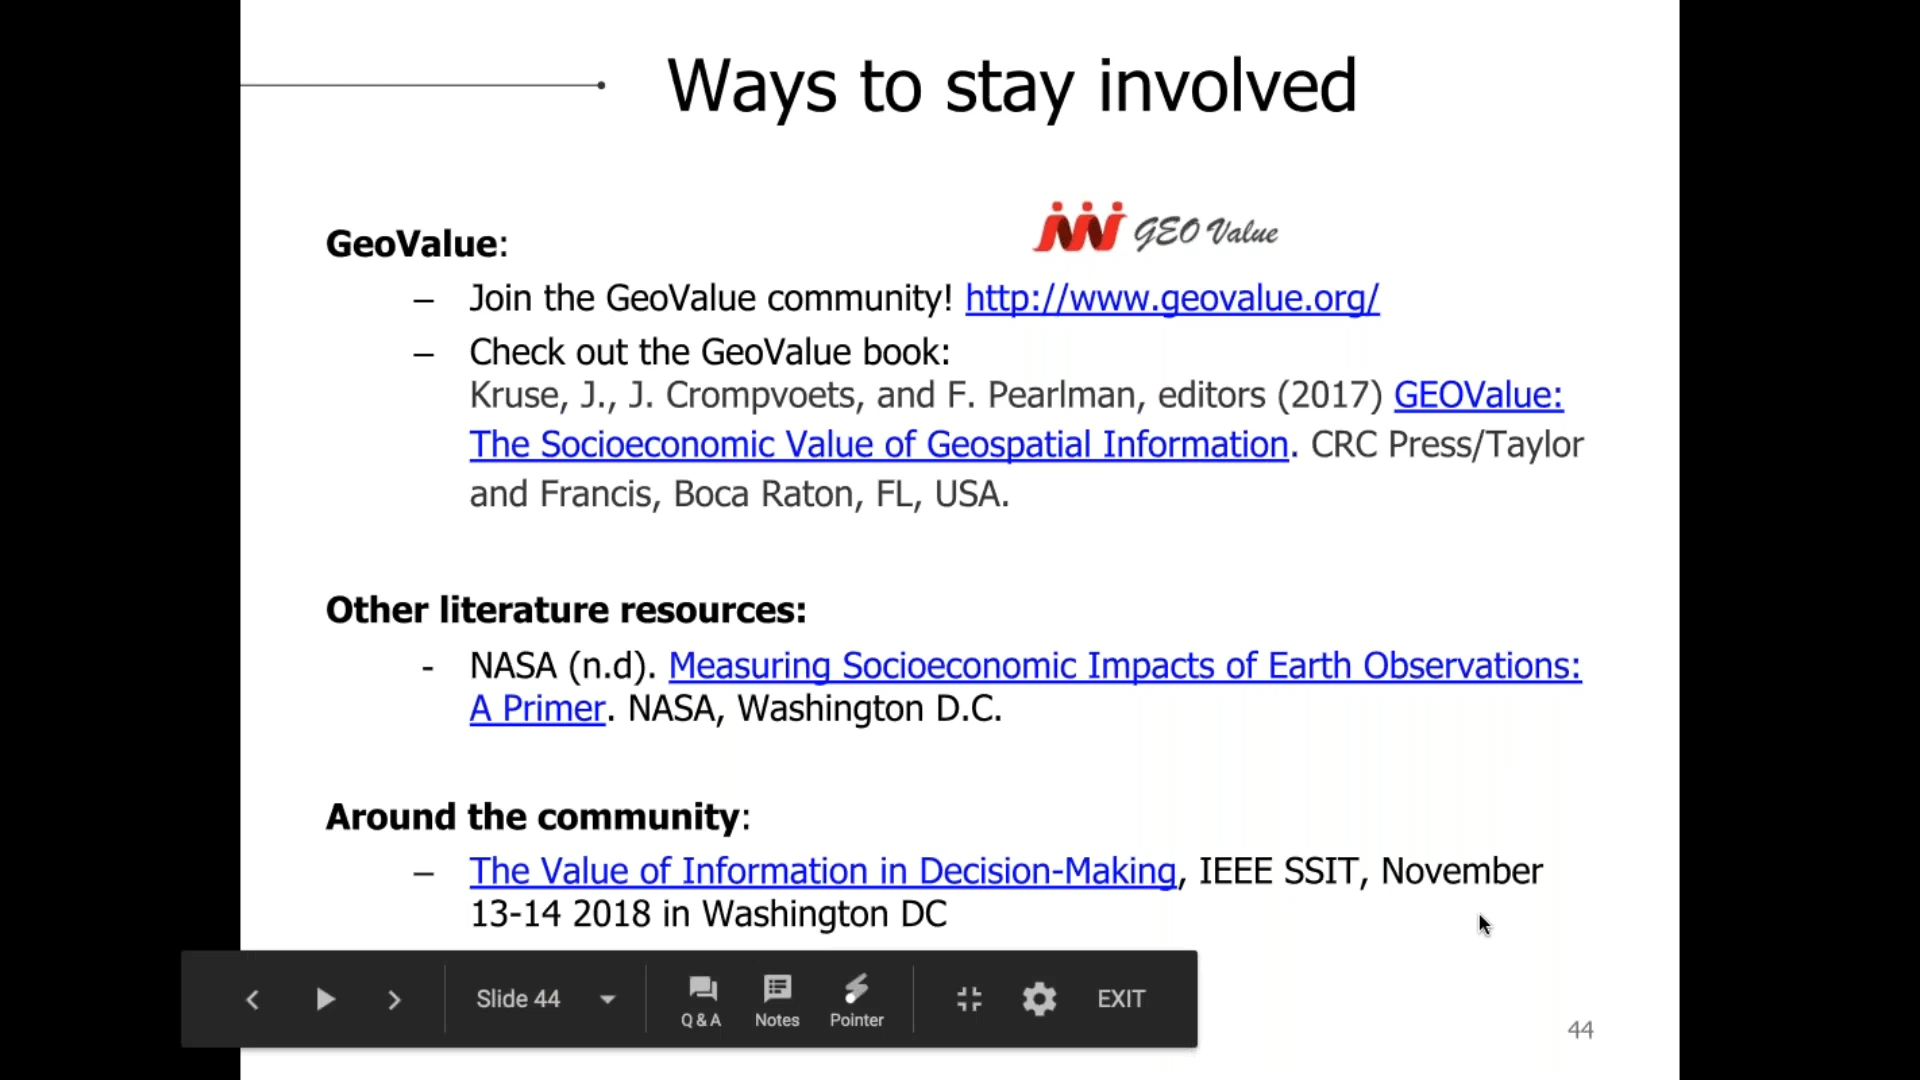 Ways to stay involved
GEO Value
GeoValue:
– Join the GeoValue community! http://www.geovalue.org/
– Check out the GeoValue book:
Kruse, J., J. Crompvoets, and F. Pearlman, editors (2017) GEOValue:
The Socioeconomic Value of Geospatial Information. CRC Press/Taylor
and Francis, Boca Raton, FL, USA.
Other literature resources:
- NASA (n.d). Measuring Socioeconomic Impacts of Earth Observations:
A Primer. NASA, Washington D.C.
Around the community:
– The Value of Information in Decision-Making, IEEE SSIT, November
13-14 2018 in Washington DC
Slide 44
Q & A
Notes
Pointer
EXIT
44